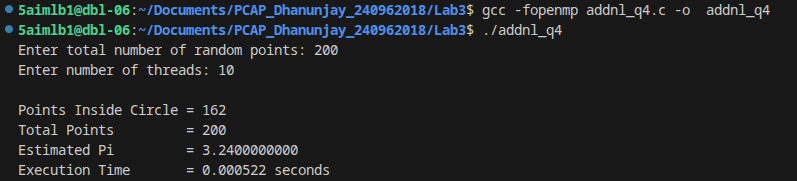 5aimlb1@dbl-06:~/Documents/PCAP_Dhanunjay_240962018/Lab3$ gcc -fopenmp addnl_q4.c -o  addnl_q4
5aimlb1@dbl-06:~/Documents/PCAP_Dhanunjay_240962018/Lab3$ ./addnl_q4
Enter total number of random points: 200
Enter number of threads: 10

Points Inside Circle = 162
Total Points         = 200
Estimated Pi         = 3.2400000000
Execution Time       = 0.000522 seconds